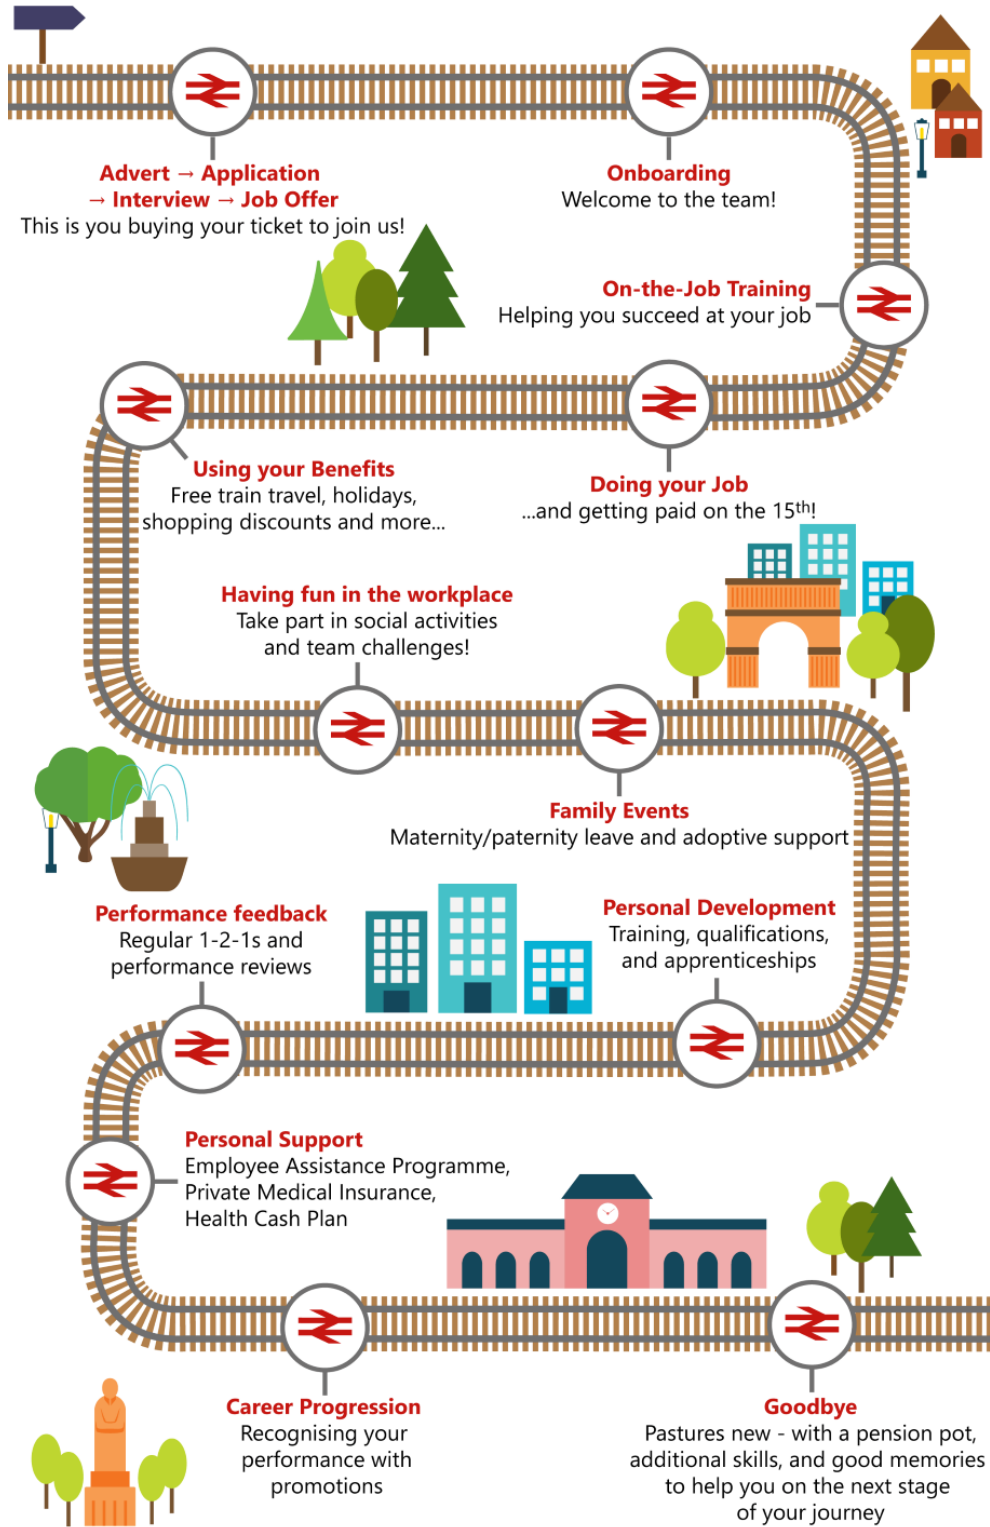 Advert → Application
→ Interview → Job Offer
This is you buying your ticket to join us!
Onboarding
Welcome to the team!
On-the-Job Training
Helping you succeed at your job
Doing your Job
...and getting paid on the 15th!
Using your Benefits
Free train travel, holidays,
shopping discounts and more...
Having fun in the workplace
Take part in social activities
and team challenges!
Family Events
Maternity/paternity leave and adoptive support
Personal Development
Training, qualifications,
and apprenticeships
Performance feedback
Regular 1-2-1s and
performance reviews
Personal Support
Employee Assistance Programme,
Private Medical Insurance,
Health Cash Plan
Career Progression
Recognising your
performance with
promotions
Goodbye
Pastures new - with a pension pot,
additional skills, and good memories
to help you on the next stage
of your journey